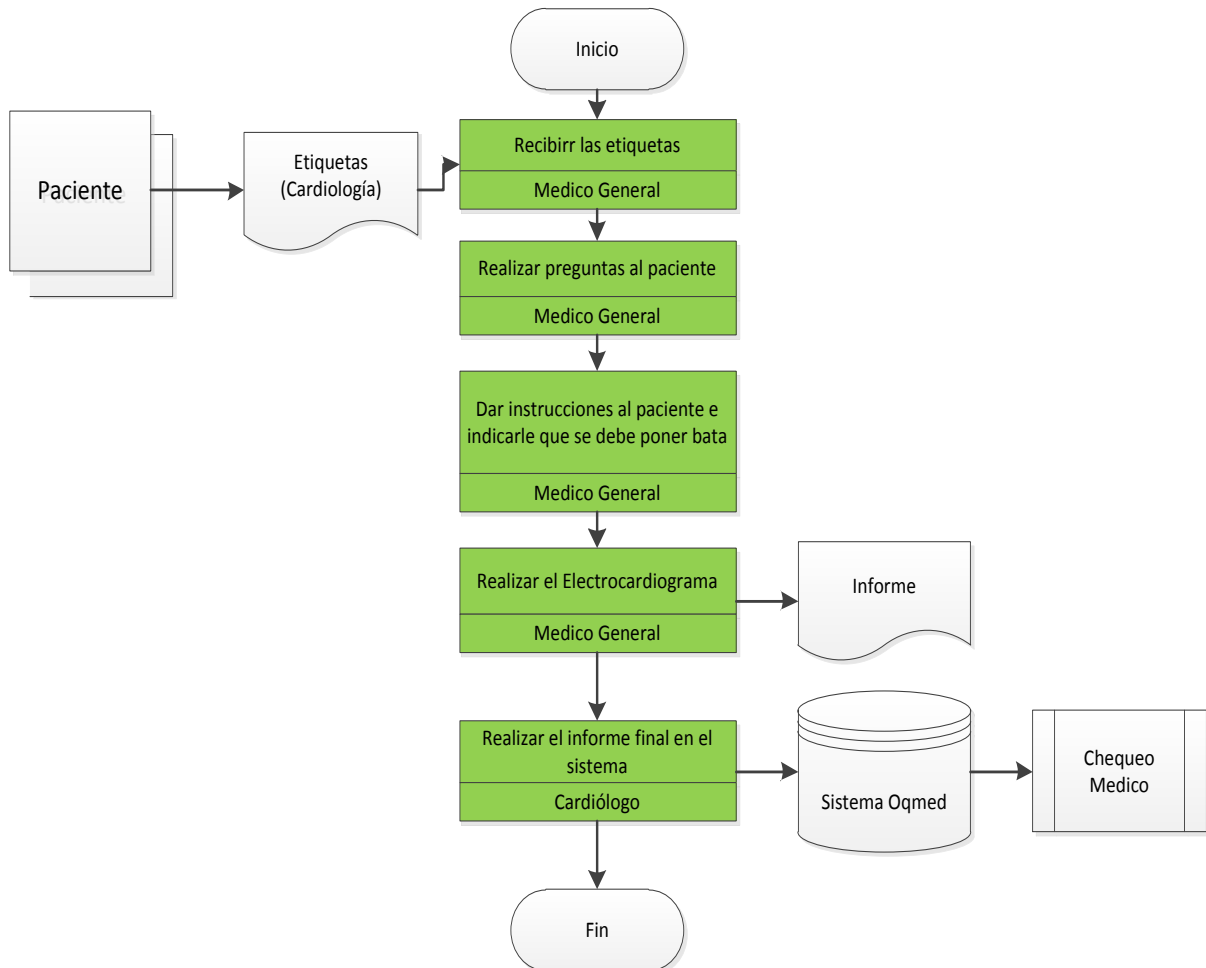 Inicio
Paciente
Etiquetas
(Cardiología)
Recibirr las etiquetas
Medico General
Realizar preguntas al paciente
Medico General
Dar instrucciones al paciente e
indicarle que se debe poner bata
Medico General
Realizar el Electrocardiograma
Medico General
Informe
Realizar el informe final en el
sistema
Cardiólogo
Sistema Oqmed
Chequeo
Medico
Fin